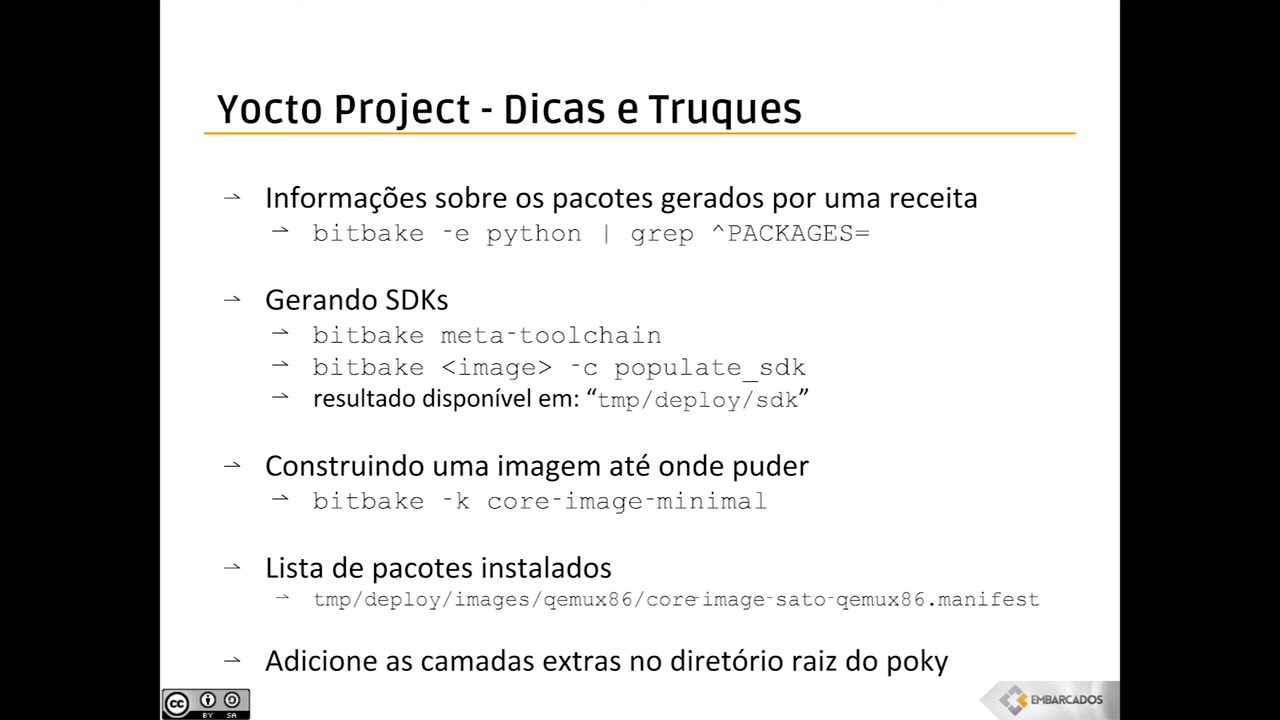 Yocto Project - Dicas e Truques
Informações sobre os pacotes gerados por uma receita
bitbake -e python | grep ^PACKAGES=
Gerando SDKs
bitbake meta-toolchain
bitbake <image> -c populate_sdk
resultado disponível em: “tmp/deploy/sdk”
Construindo uma imagem até onde puder
bitbake -k core-image-minimal
Lista de pacotes instalados
tmp/deploy/images/qemux86/core-image-sato-qemux86.manifest
Adicione as camadas extras no diretório raiz do poky
cc
BY SA
EMBARCADOS